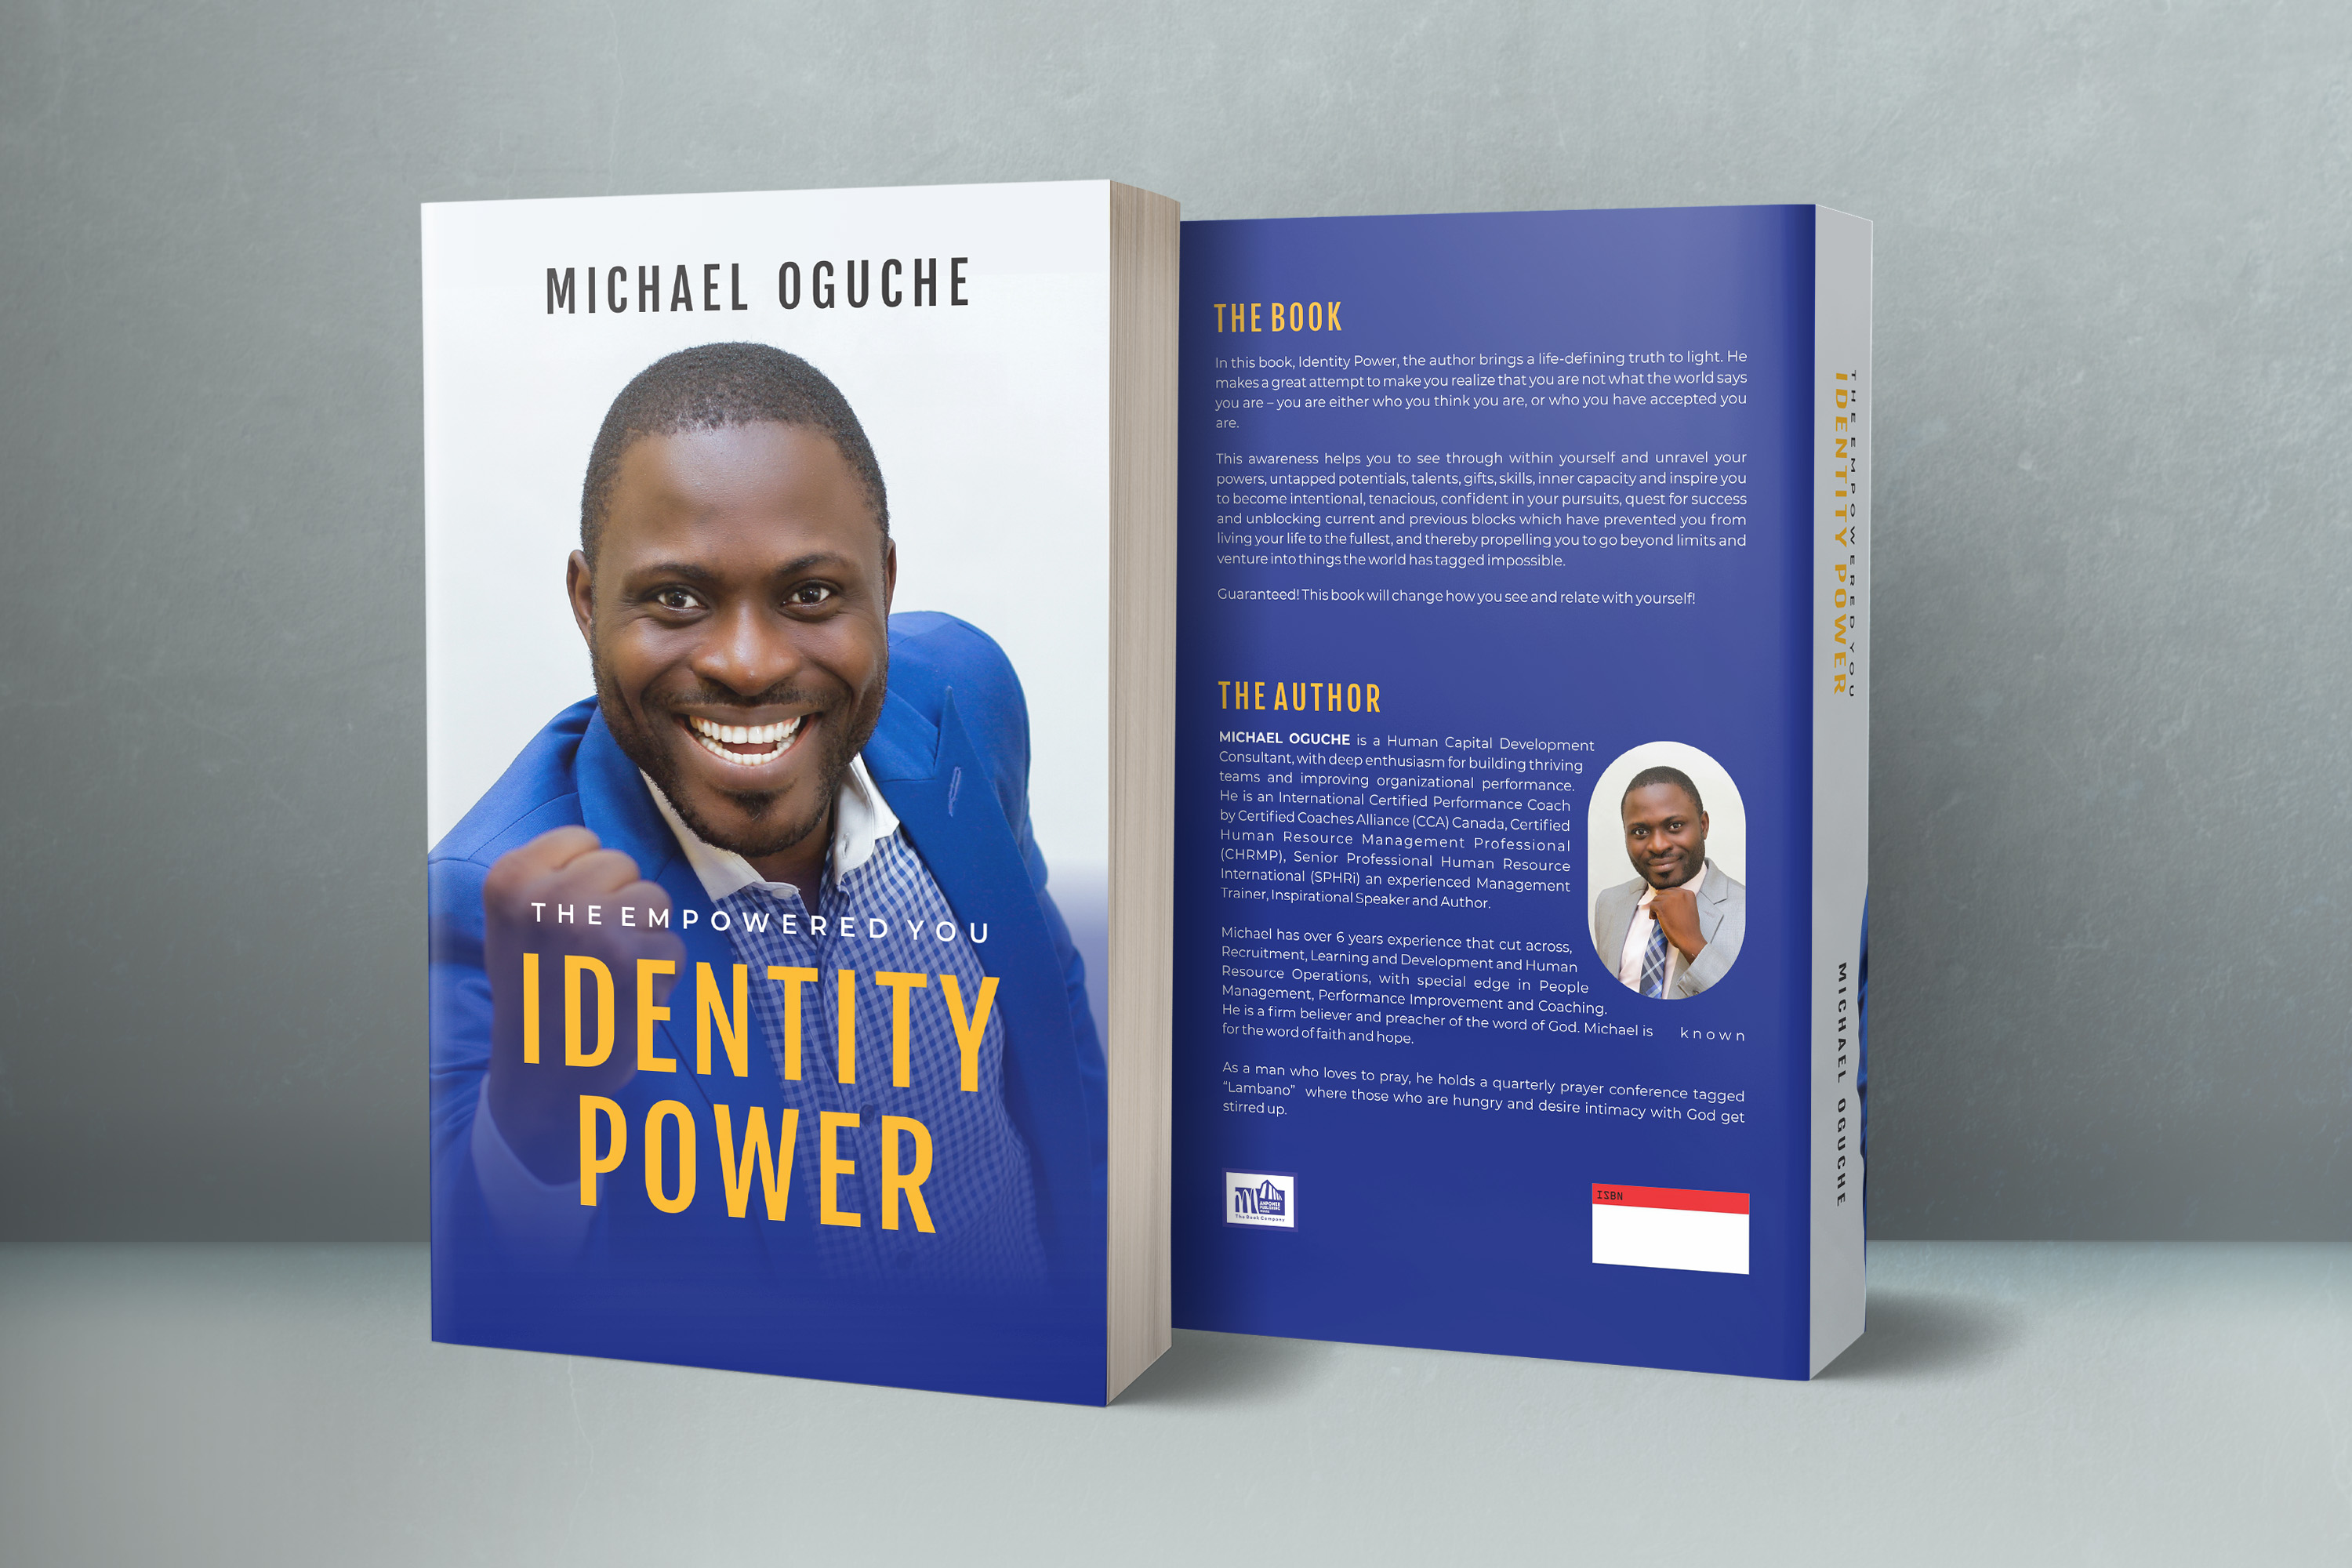 MICHAEL OGUCHE
THE EMPOWERED YOU
IDENTITY
POWER
THE BOOK
In this book, Identity Power, the author brings a life-defining truth to light. He
makes a great attempt to make you realize that you are not what the world says
you are – you are either who you think you are, or who you have accepted you
are.
This awareness helps you to see through within yourself and unravel your
powers, untapped potentials, talents, gifts, skills, inner capacity and inspire you
to become intentional, tenacious, confident in your pursuits, quest for success
and unblocking current and previous blocks which have prevented you from
living your life to the fullest, and thereby propelling you to go beyond limits and
venture into things the world has tagged impossible.
Guaranteed! This book will change how you see and relate with yourself!
THE AUTHOR
MICHAEL OGUCHE is a Human Capital Development
Consultant, with deep enthusiasm for building thriving
teams and improving organizational performance.
He is an International Certified Performance Coach
by Certified Coaches Alliance (CCA) Canada, Certified
Human Resource Management Professional
(CHRMP), Senior Professional Human Resource
International (SPHRi) an experienced Management
Trainer, Inspirational Speaker and Author.
Michael has over 6 years experience that cut across,
Recruitment, Learning and Development and Human
Resource Operations, with special edge in People
Management, Performance Improvement and Coaching.
He is a firm believer and preacher of the word of God. Michael is known
for the word of faith and hope.
As a man who loves to pray, he holds a quarterly prayer conference tagged
“Lambano” where those who are hungry and desire intimacy with God get
stirred up.
The Book Company
ISBN
THE EMPOWERED YOU
IDENTITY POWER
MICHAEL OGUCHE